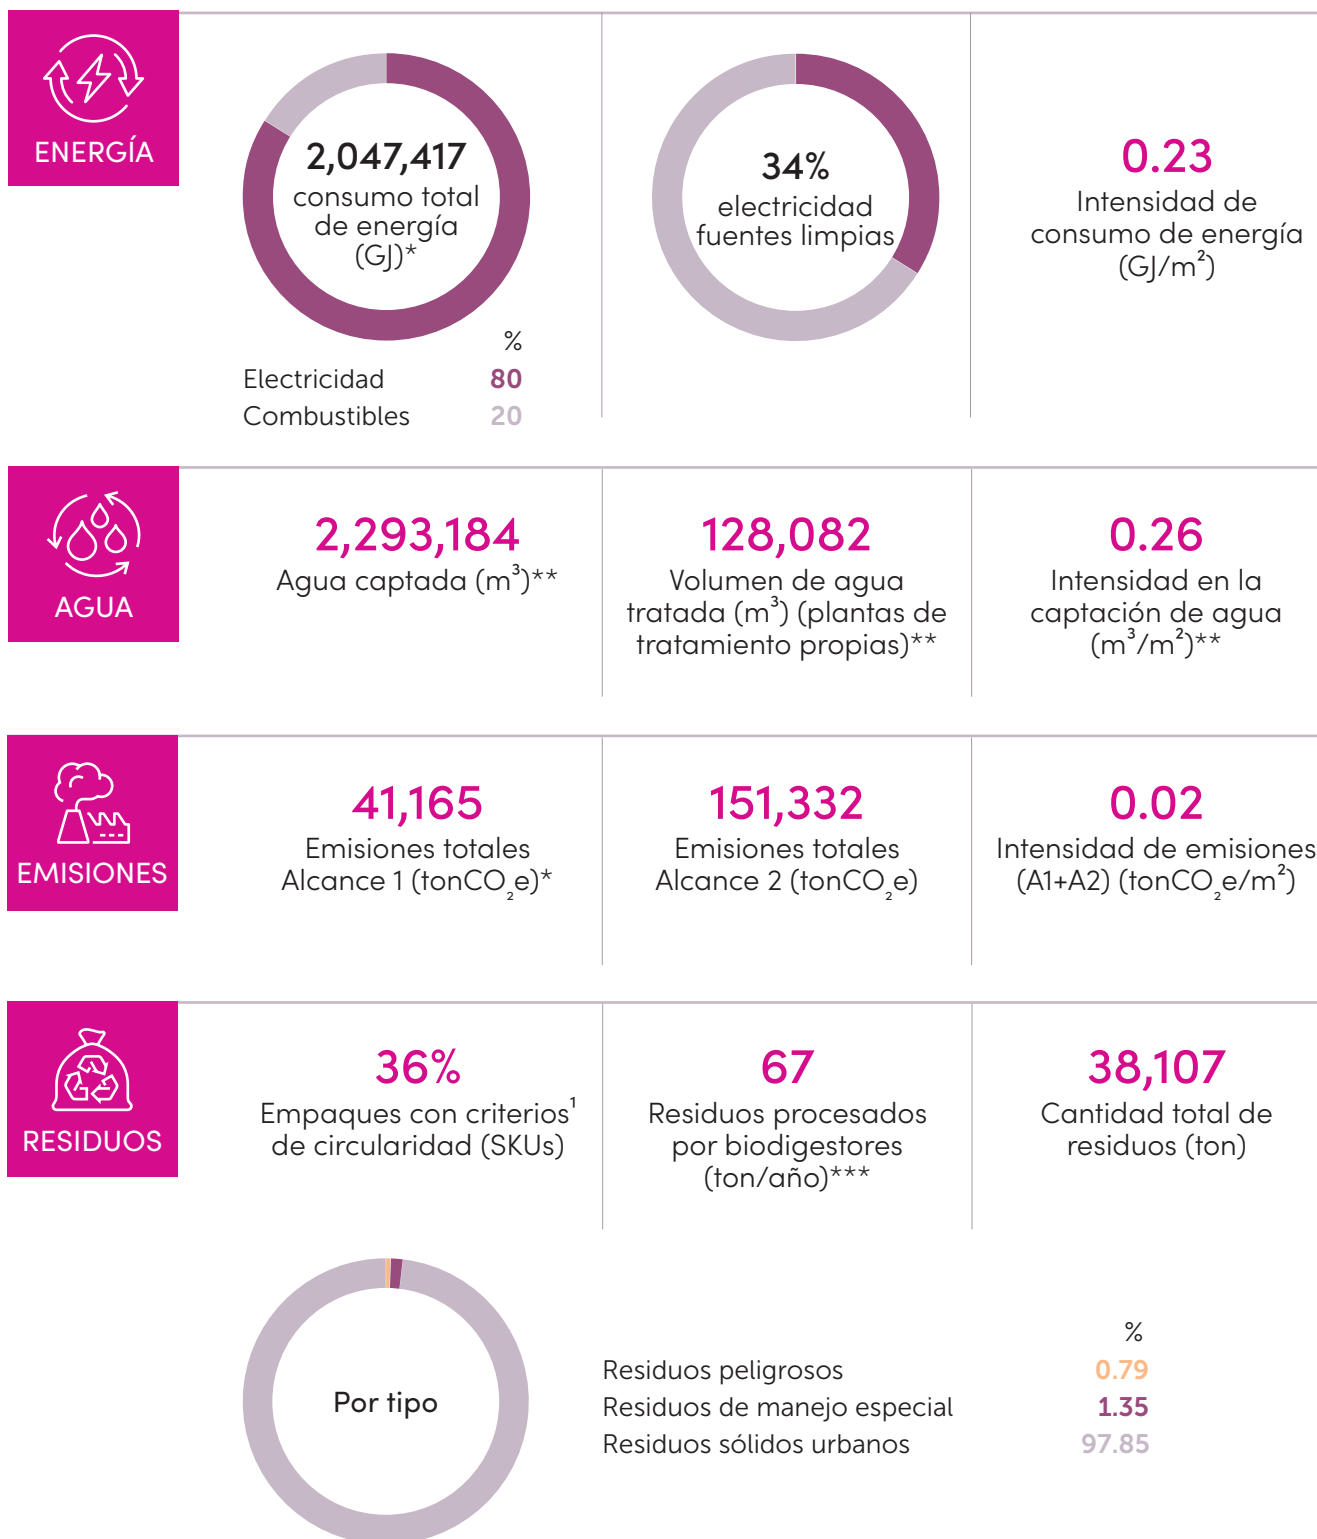 ENERGÍA
2,047,417
consumo total
de energía
(GJ)*
%
Electricidad 80
Combustibles 20
34%
electricidad
fuentes limpias
0.23
Intensidad de
consumo de energía
(GJ/m²)
AGUA
2,293,184
Agua captada (m³)**
128,082
Volumen de agua
tratada (m³) (plantas de
tratamiento propias)**
0.26
Intensidad en la
captación de agua
(m³/m²)**
EMISIONES
41,165
Emisiones totales
Alcance 1 (tonCO₂e)*
151,332
Emisiones totales
Alcance 2 (tonCO₂e)
0.02
Intensidad de emisiones
(A1+A2) (tonCO₂e/m²)
RESIDUOS
36%
Empaques con criterios¹
de circularidad (SKUs)
67
Residuos procesados
por biodigestores
(ton/año)***
38,107
Cantidad total de
residuos (ton)
Por tipo
%
Residuos peligrosos 0.79
Residuos de manejo especial 1.35
Residuos sólidos urbanos 97.85